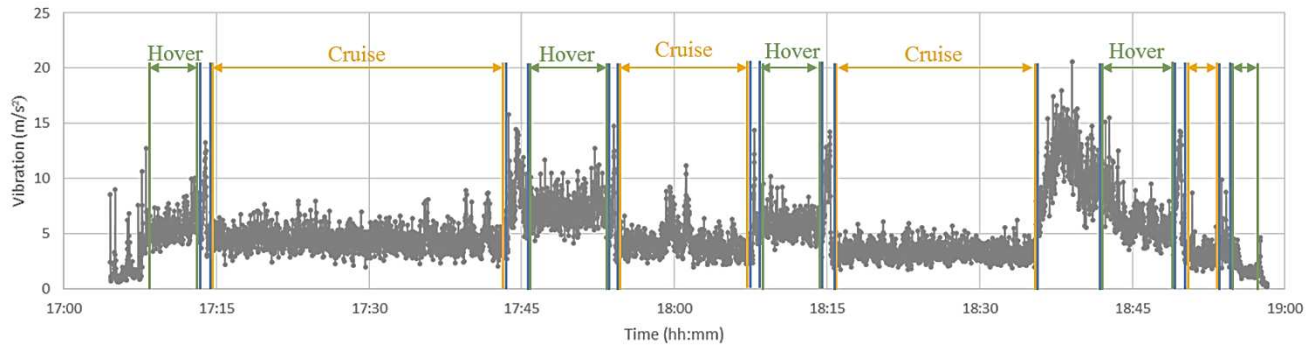 25
20
15
10
5
0
Vibration (m/s²)
Hover
Cruise
Hover
Cruise
Hover
Cruise
Hover
17:00
17:15
17:30
17:45
18:00
18:15
18:30
18:45
19:00
Time (hh:mm)